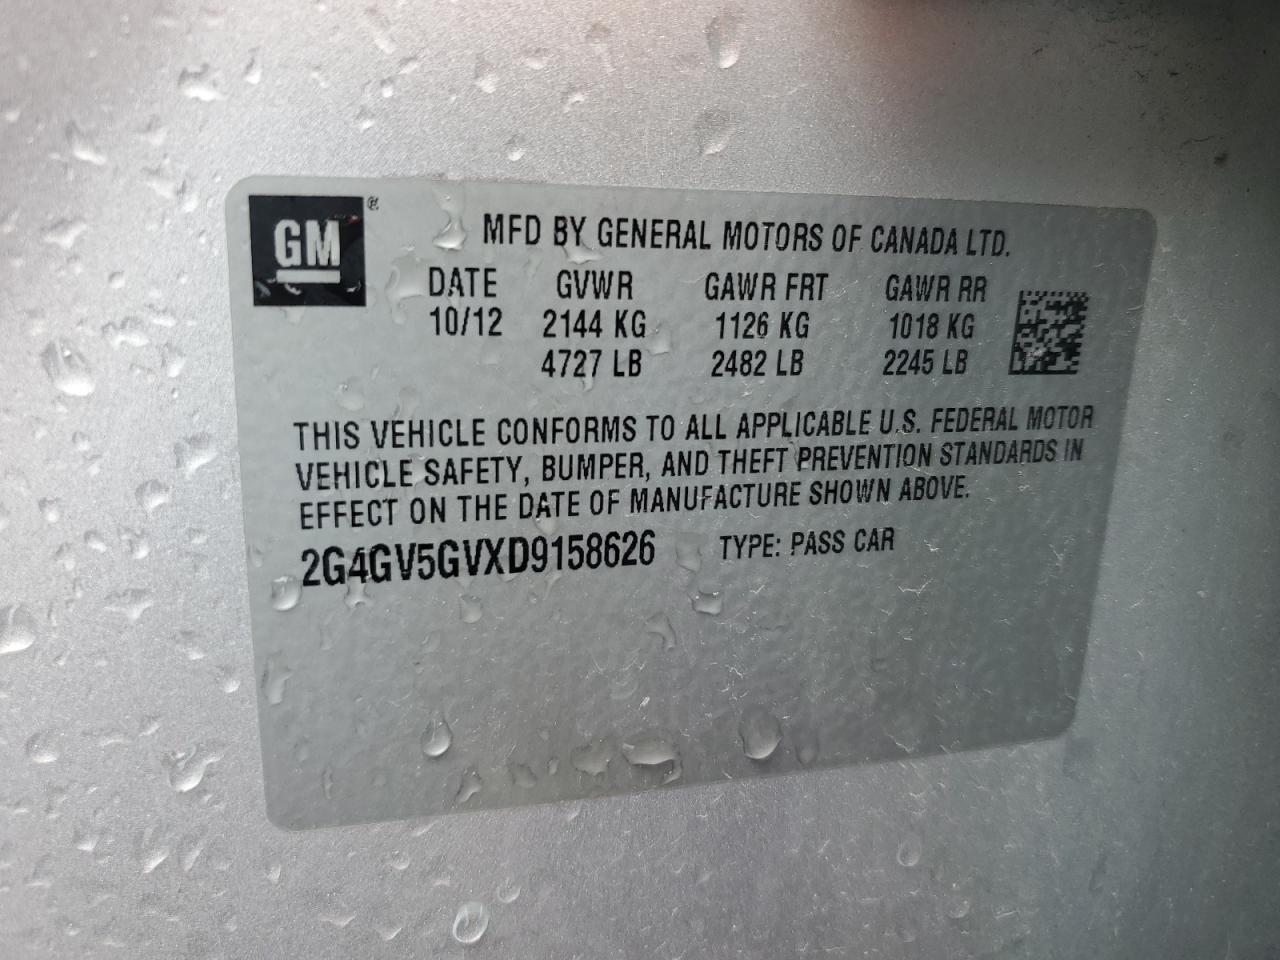 GM ®
MFD BY GENERAL MOTORS OF CANADA LTD.
DATE GVWR GAWR FRT GAWR RR
10/12 2144 KG 1126 KG 1018 KG
4727 LB 2482 LB 2245 LB
THIS VEHICLE CONFORMS TO ALL APPLICABLE U.S. FEDERAL MOTOR
VEHICLE SAFETY, BUMPER, AND THEFT PREVENTION STANDARDS IN
EFFECT ON THE DATE OF MANUFACTURE SHOWN ABOVE.
2G4GV5GVXD9158626 TYPE: PASS CAR